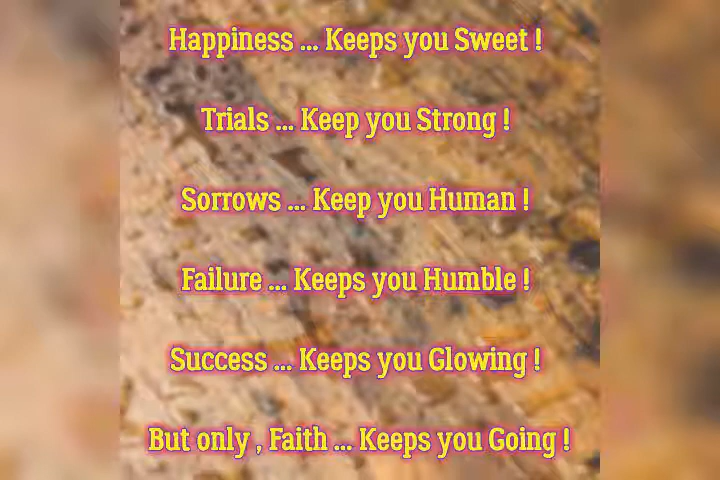 Happiness ... Keeps you Sweet !
Trials ... Keep you Strong !
Sorrows ... Keep you Human !
Failure ... Keeps you Humble !
Success ... Keeps you Glowing !
But only , Faith ... Keeps you Going !